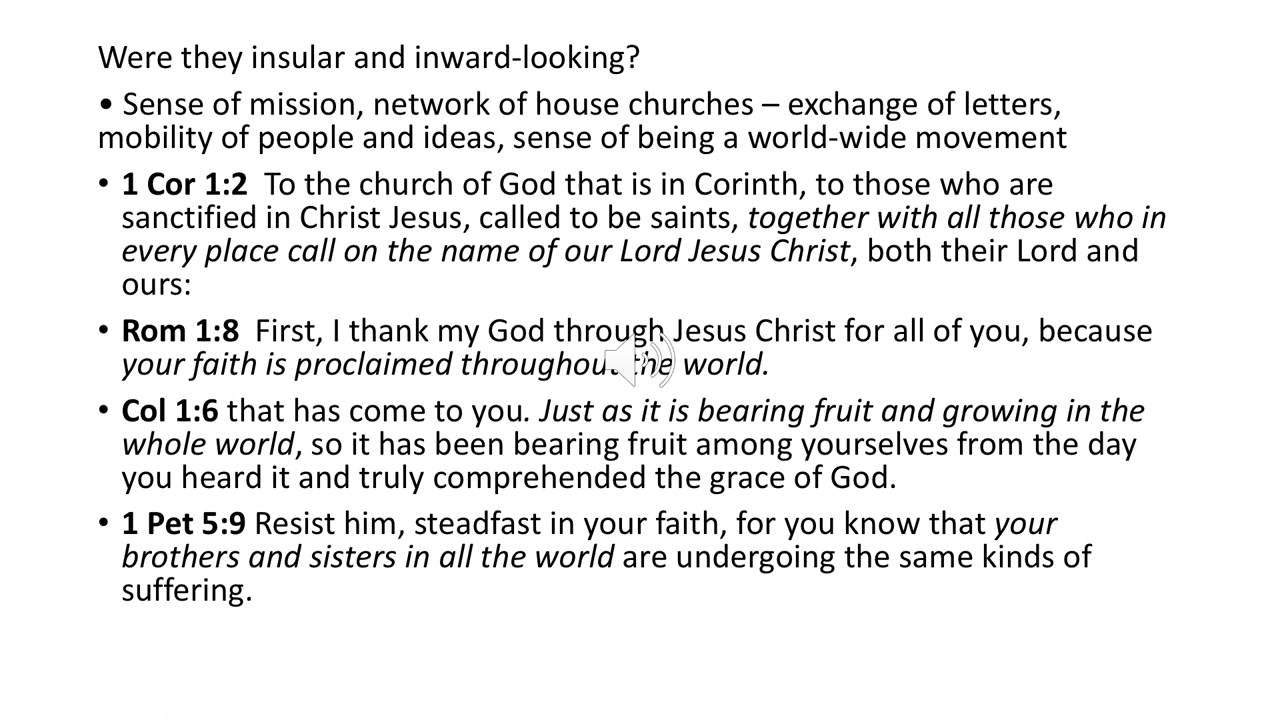 Were they insular and inward-looking?
• Sense of mission, network of house churches – exchange of letters,
mobility of people and ideas, sense of being a world-wide movement
• 1 Cor 1:2 To the church of God that is in Corinth, to those who are
sanctified in Christ Jesus, called to be saints, together with all those who in
every place call on the name of our Lord Jesus Christ, both their Lord and
ours:
• Rom 1:8 First, I thank my God through Jesus Christ for all of you, because
your faith is proclaimed throughout the world.
• Col 1:6 that has come to you. Just as it is bearing fruit and growing in the
whole world, so it has been bearing fruit among yourselves from the day
you heard it and truly comprehended the grace of God.
• 1 Pet 5:9 Resist him, steadfast in your faith, for you know that your
brothers and sisters in all the world are undergoing the same kinds of
suffering.